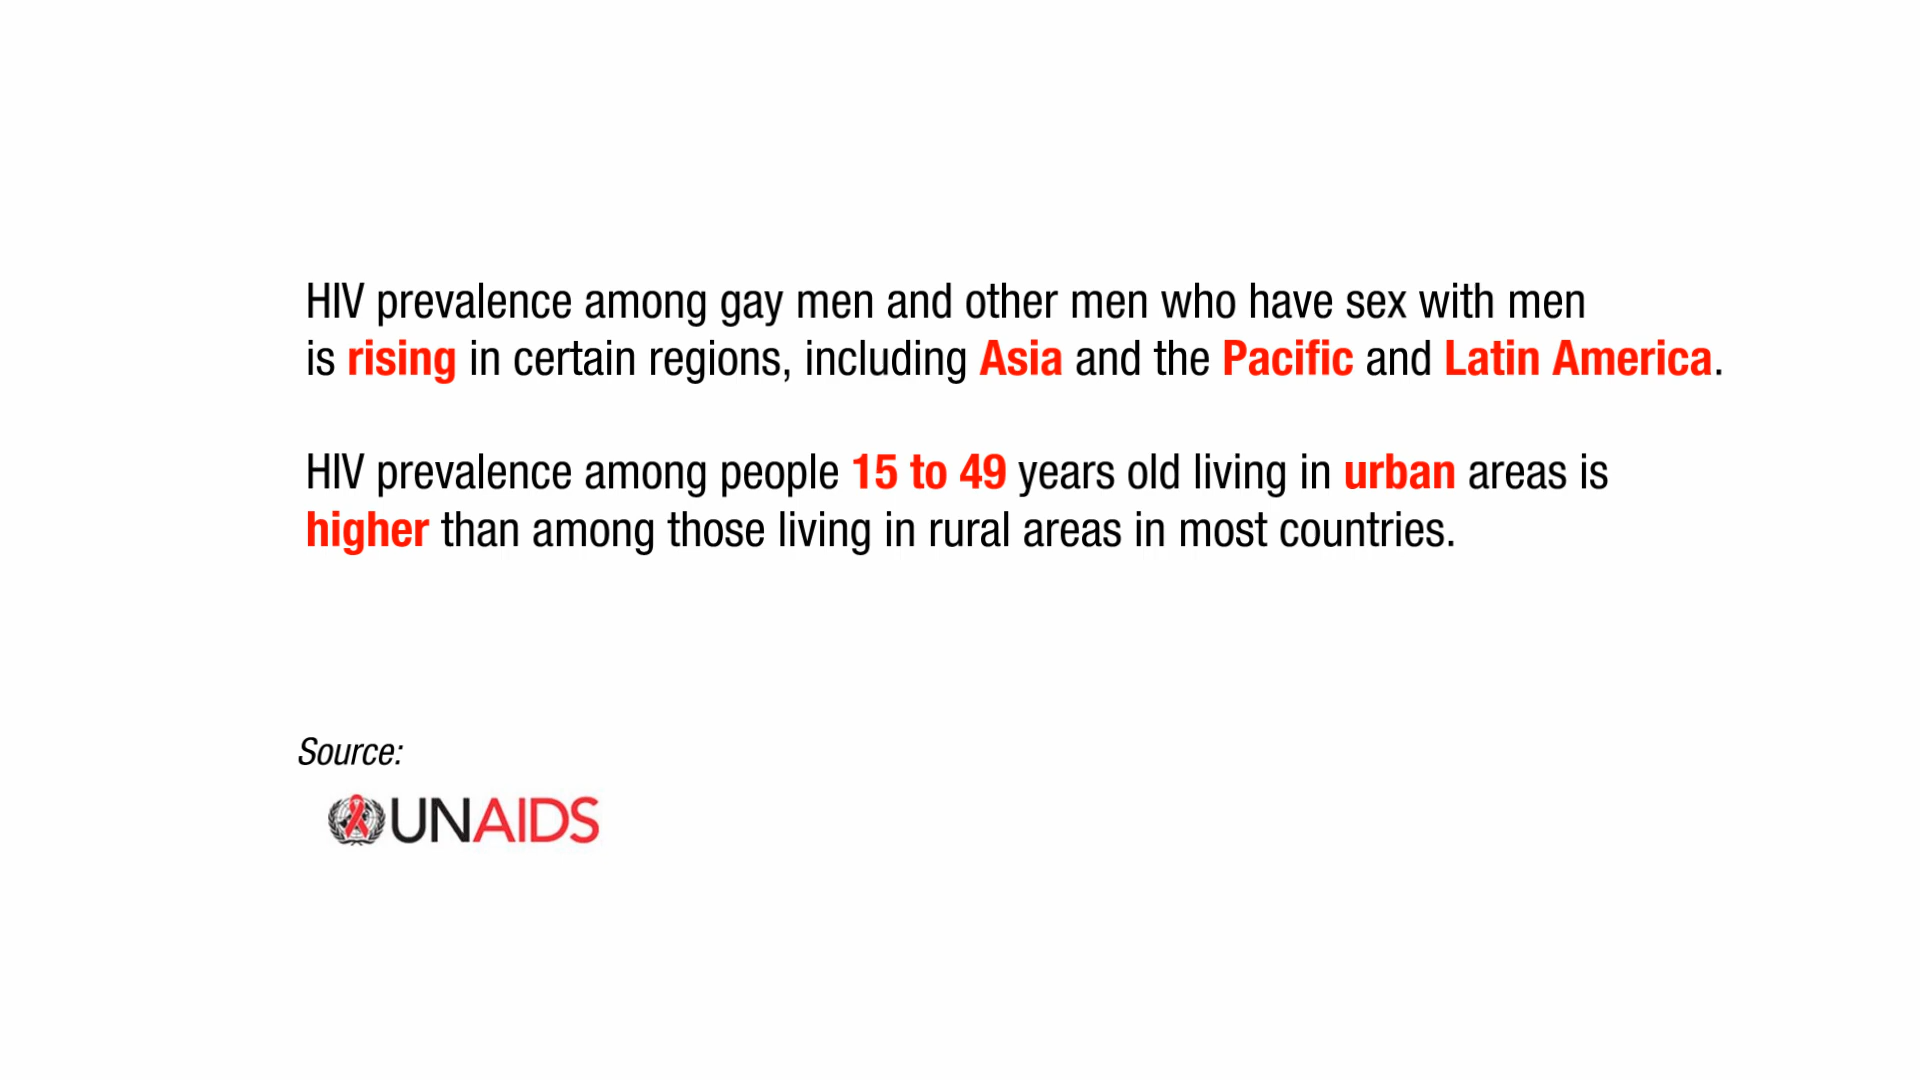 HIV prevalence among gay men and other men who have sex with men
is rising in certain regions, including Asia and the Pacific and Latin America.
HIV prevalence among people 15 to 49 years old living in urban areas is
higher than among those living in rural areas in most countries.
Source:
UNAIDS